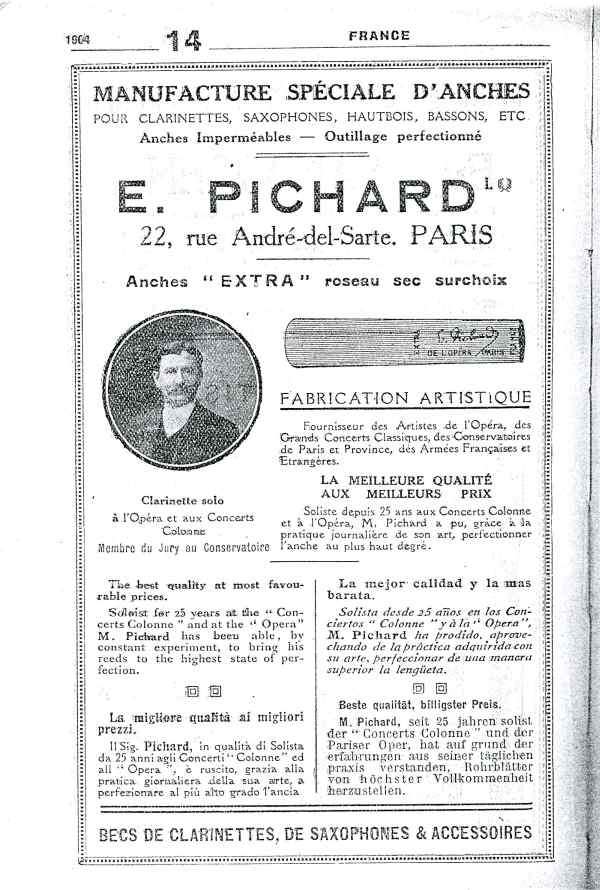 1904
14
FRANCE
MANUFACTURE SPÉCIALE D'ANCHES
POUR CLARINETTES, SAXOPHONES, HAUTBOIS, BASSONS, ETC
Anches Imperméables — Outillage perfectionné
E. PICHARD LQ
22, rue André-del-Sarte. PARIS
Anches "EXTRA" roseau sec surchoix
EXTRA
E. Pichard
DE L'OPÉRA PARIS
FRANCE
FABRICATION ARTISTIQUE
Fournisseur des Artistes de l'Opéra, des
Grands Concerts Classiques, des Conservatoires
de Paris et Province, des Armées Françaises et
Etrangères.
LA MEILLEURE QUALITÉ
AUX MEILLEURS PRIX
Soliste depuis 25 ans aux Concerts Colonne
et à l'Opéra, M. Pichard a pu, grâce à la
pratique journalière de son art, perfectionner
l'anche au plus haut degré.
Clarinette solo
à l'Opéra et aux Concerts
Colonne
Membre du Jury au Conservatoire
The best quality at most favou-
rable prices.
Soloist for 25 years at the "Con-
certs Colonne" and at the "Opera"
M. Pichard has been able, by
constant experiment, to bring his
reeds to the highest state of per-
fection.
La migliore qualità ai migliori
prezzi.
Il Sig. Pichard, in qualità di Solista
da 25 anni agli Concerti "Colonne" ed
all "Opera", è ruscito, grazia alla
pratica giornaliera della sua arte, a
perfezionare al più alto grado l'ancia
La mejor calidad y la mas
barata.
Solista desde 25 años en los Con-
ciertos "Colonne" y à la "Opera",
M. Pichard ha prodido, aprove-
chando de la práctica adquirida con
su arte, perfeccionar de una manera
superior la lengüeta.
Beste qualität, billigster Preis.
M. Pichard, seit 25 jahren solist
der "Concerts Colonne" und der
Pariser Oper, hat auf grund der
erfahrungen aus seiner täglichen
praxis verstanden, Rohrblätter
von höchster Vollkommenheit
herzustellen.
BECS DE CLARINETTES, DE SAXOPHONES & ACCESSOIRES